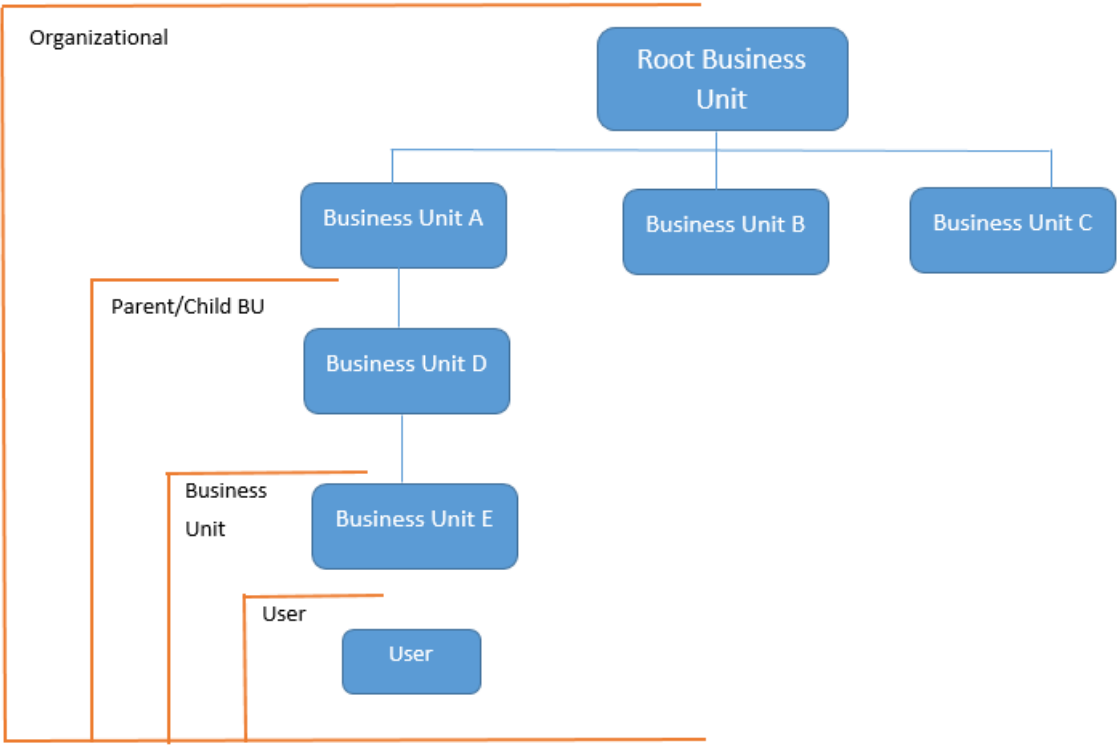 Organizational
Root Business
Unit
Business Unit A
Business Unit B
Business Unit C
Parent/Child BU
Business Unit D
Business
Unit
Business Unit E
User
User